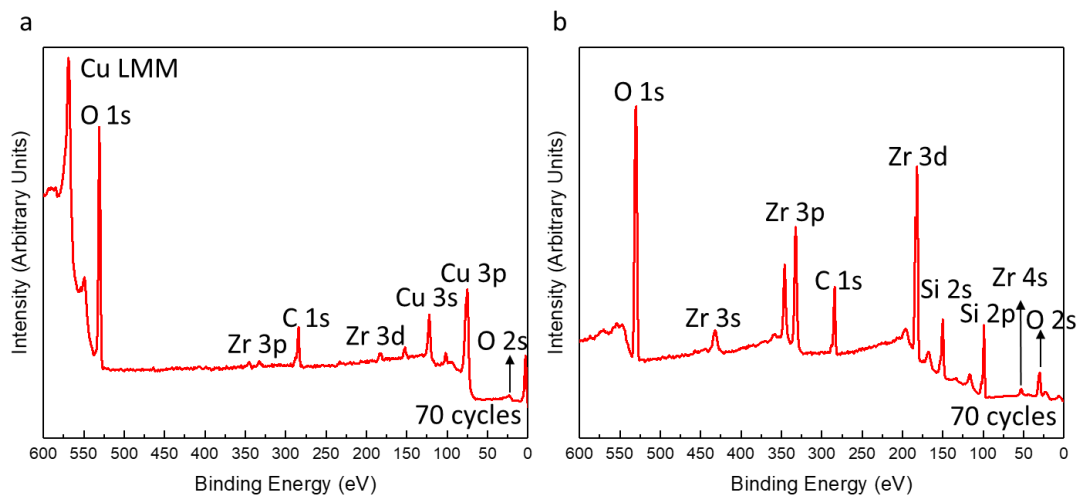 a
Cu LMM
O 1s
Zr 3p
C 1s
Zr 3d
Cu 3s
Cu 3p
O 2s
70 cycles
Intensity (Arbitrary Units)
600 550 500 450 400 350 300 250 200 150 100 50 0
Binding Energy (eV)
b
O 1s
Zr 3s
Zr 3p
C 1s
Zr 3d
Si 2s
Si 2p
Zr 4s
O 2s
70 cycles
Intensity (Arbitrary Units)
600 550 500 450 400 350 300 250 200 150 100 50 0
Binding Energy (eV)